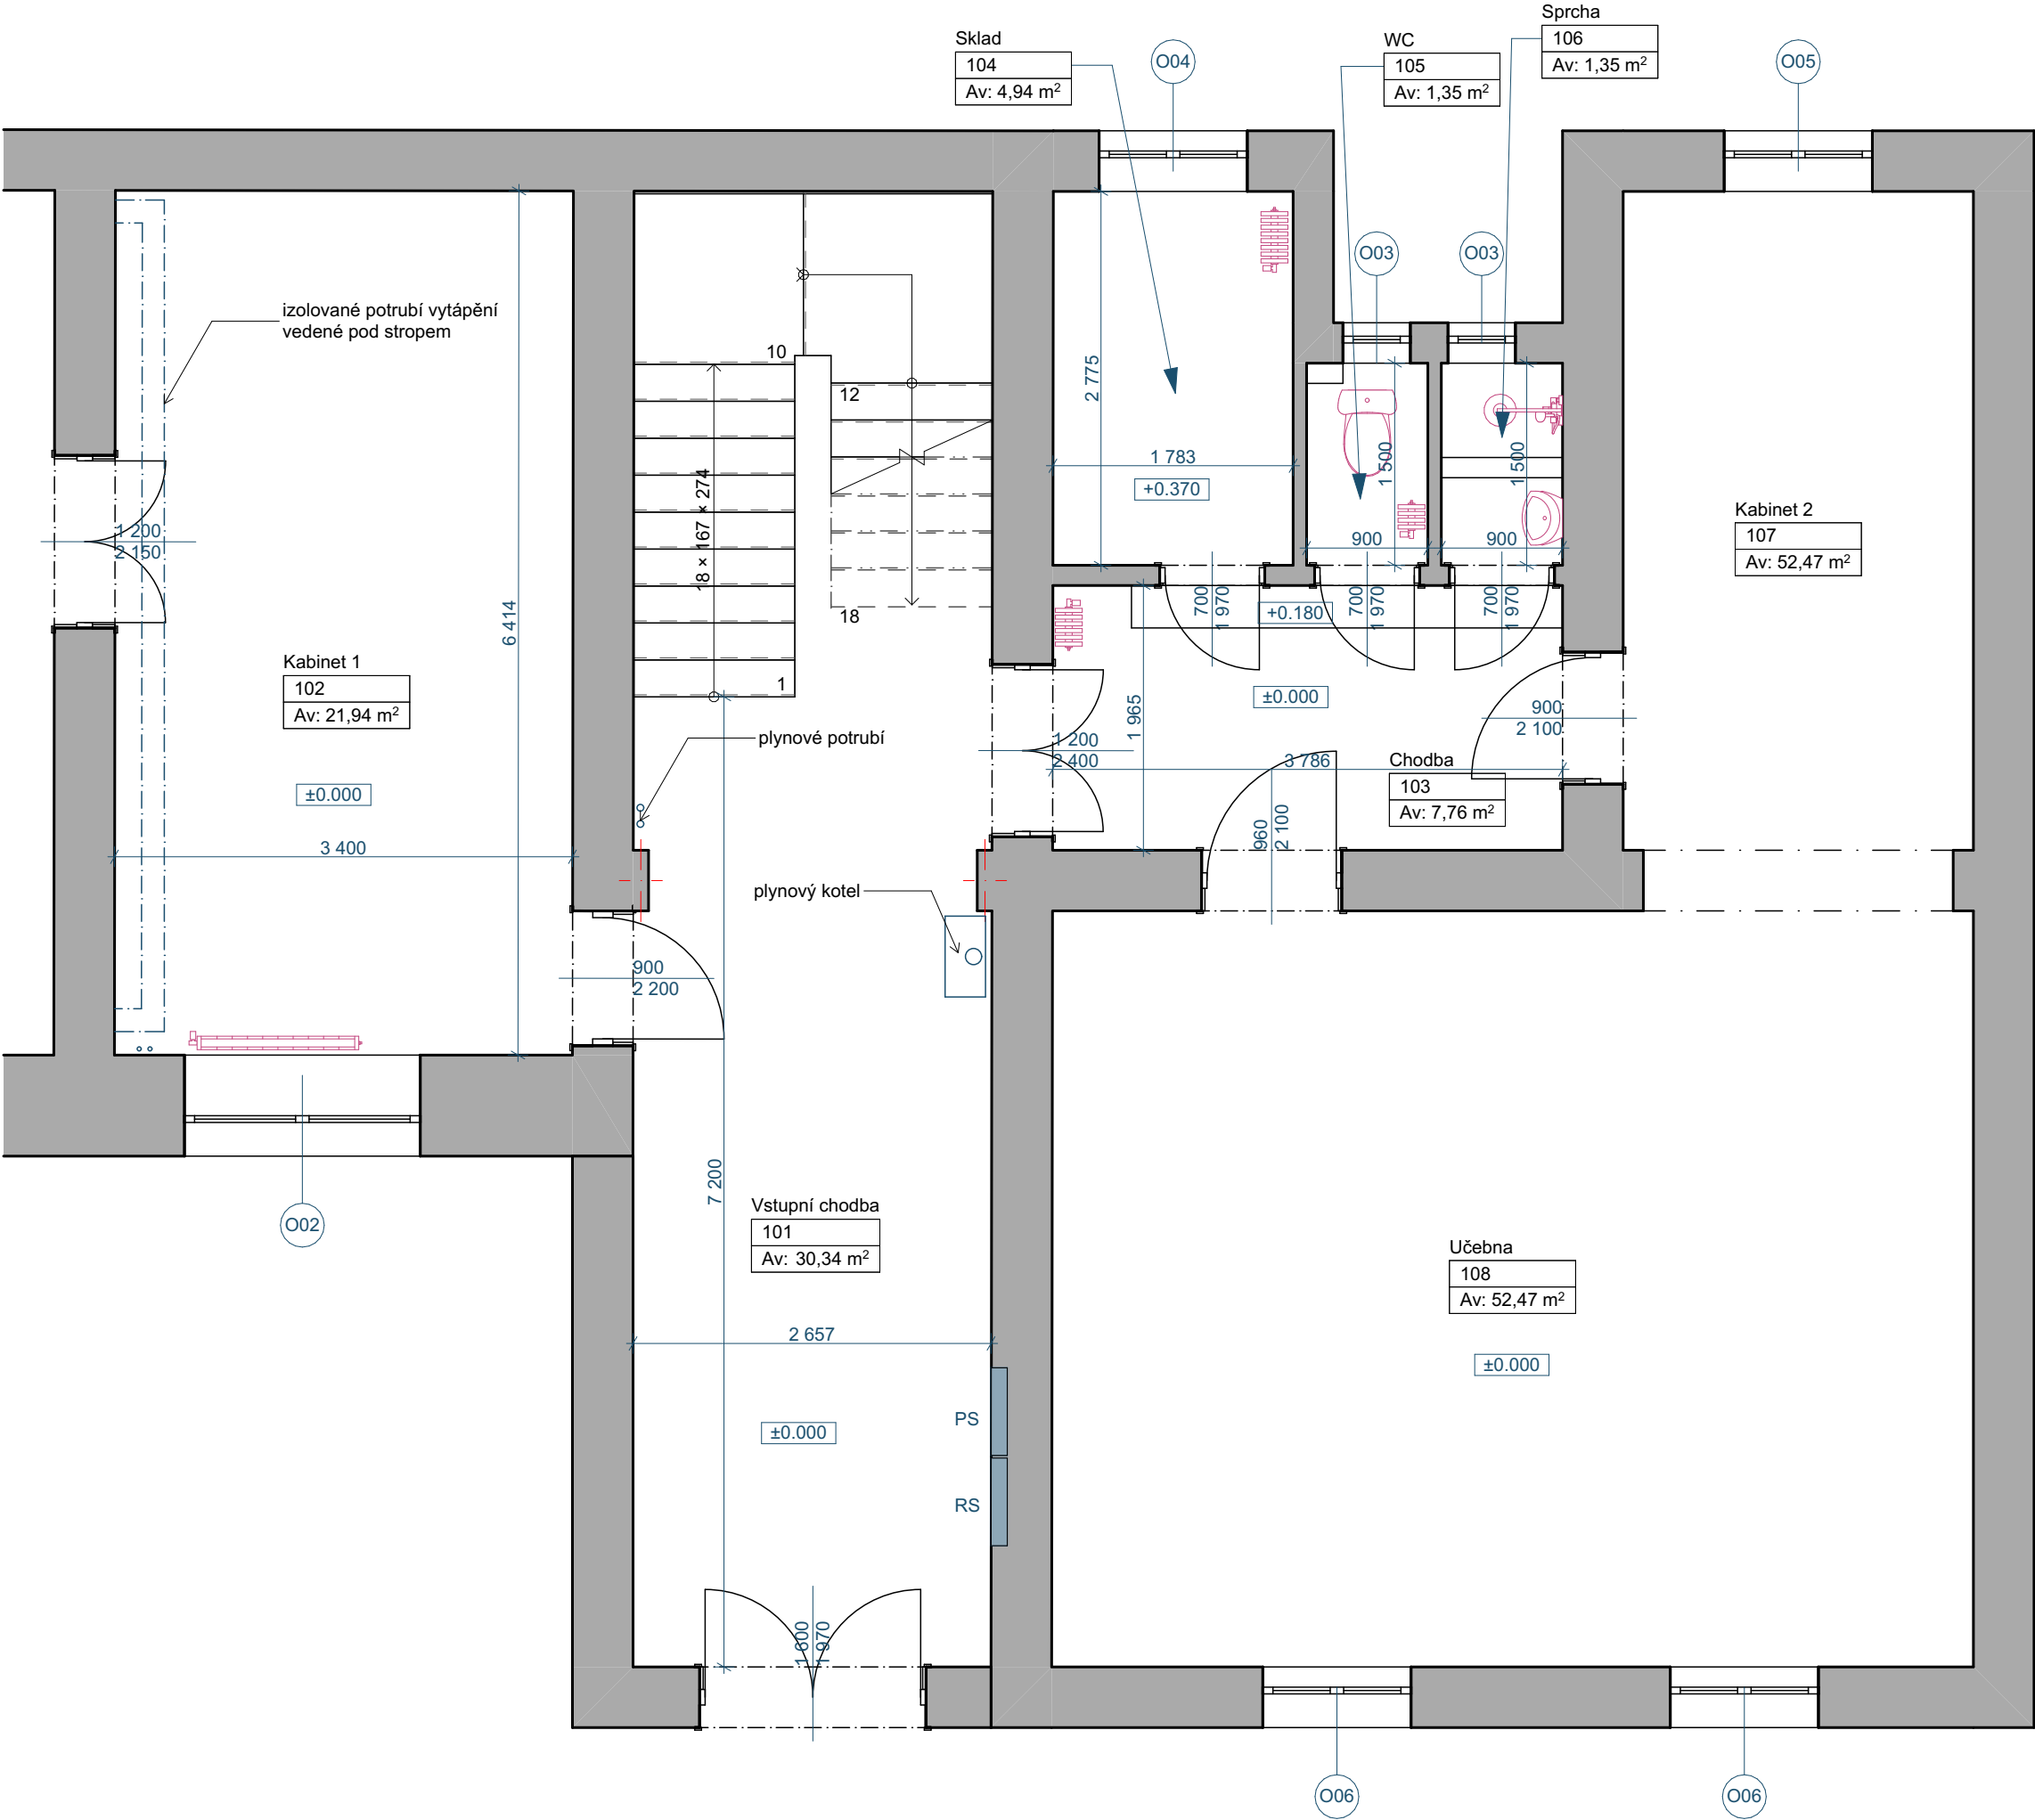 Sprcha
106
Av: 1,35 m²
WC
105
Av: 1,35 m²
Sklad
104
Av: 4,94 m²
O04
O05
O03
O03
izolované potrubí vytápění
vedené pod stropem
10
12
18 × 167 × 274
18
1
2 775
1 783
+0.370
1 500
1 500
900
900
Kabinet 2
107
Av: 52,47 m²
1 200
2 150
6 414
700
1 970
+0.180
700
1 970
700
1 970
Kabinet 1
102
Av: 21,94 m²
±0.000
±0.000
1 965
900
2 100
plynové potrubí
1 200
2 400
3 786
Chodba
103
Av: 7,76 m²
960
2 100
3 400
plynový kotel
900
2 200
7 200
Vstupní chodba
101
Av: 30,34 m²
O02
Učebna
108
Av: 52,47 m²
2 657
±0.000
±0.000
PS
RS
1 600
1 970
O06
O06